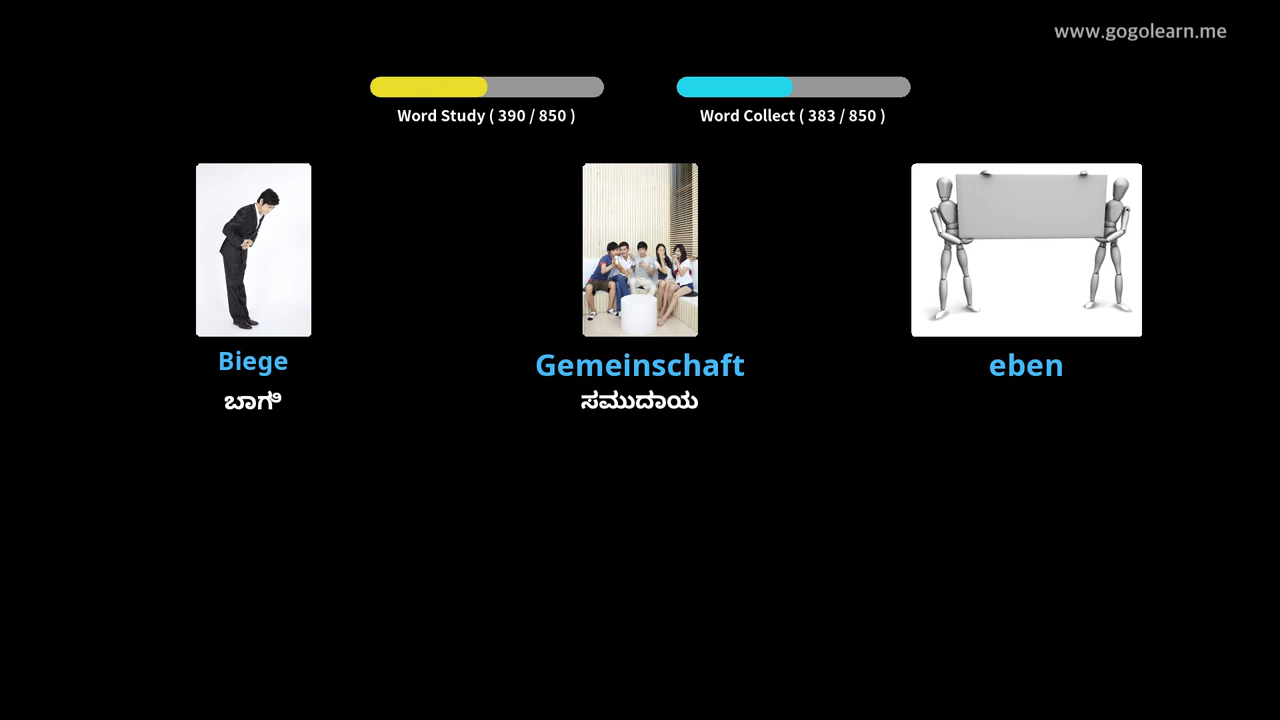 www.gogolearn.me
Word Study ( 390 / 850 )
Word Collect ( 383 / 850 )
Biege
ಬಾಗಿ
Gemeinschaft
ಸಮುದಾಯ
eben